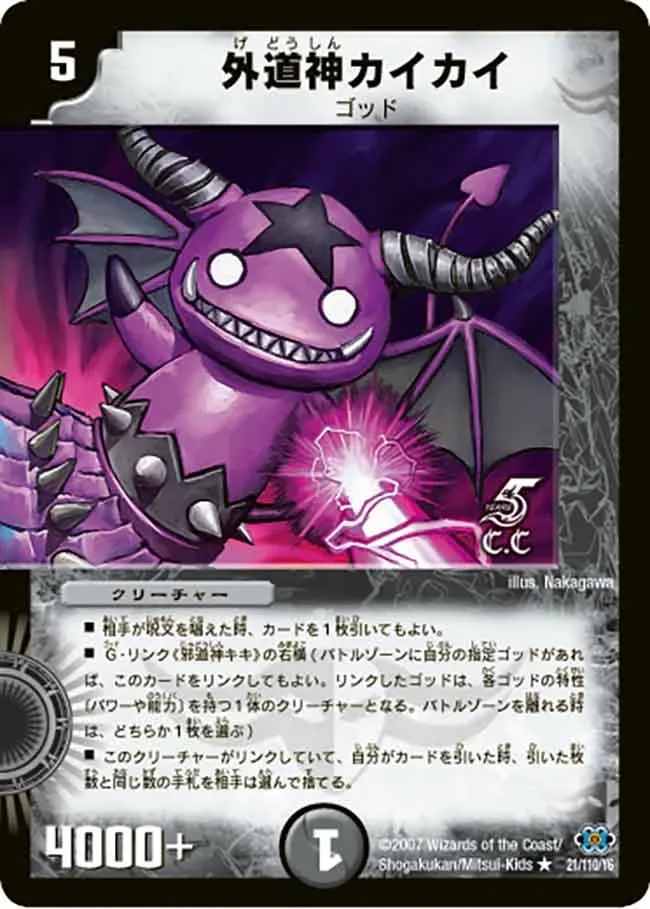 5
げどうしん
外道神カイカイ
ゴッド
5 YEARS
C.C
illus. Nakagawa
クリーチャー
■ 相手が呪文を唱えた時、カードを1枚引いてもよい。
■ G・リンク《邪道神キキ》の右横(バトルゾーンに自分の指定ゴッドがあれ
ば、このカードをリンクしてもよい。リンクしたゴッドは、各ゴッドの特性
〔パワーや能力〕を持つ1体のクリーチャーとなる。バトルゾーンを離れる時
は、どちらか1枚を選ぶ)
■ このクリーチャーがリンクしていて、自分がカードを引いた時、引いた枚
数と同じ数の手札を相手は選んで捨てる。
4000+
1
©2007 Wizards of the Coast/
Shogakukan/Mitsui-Kids ★ 21/110/Y6